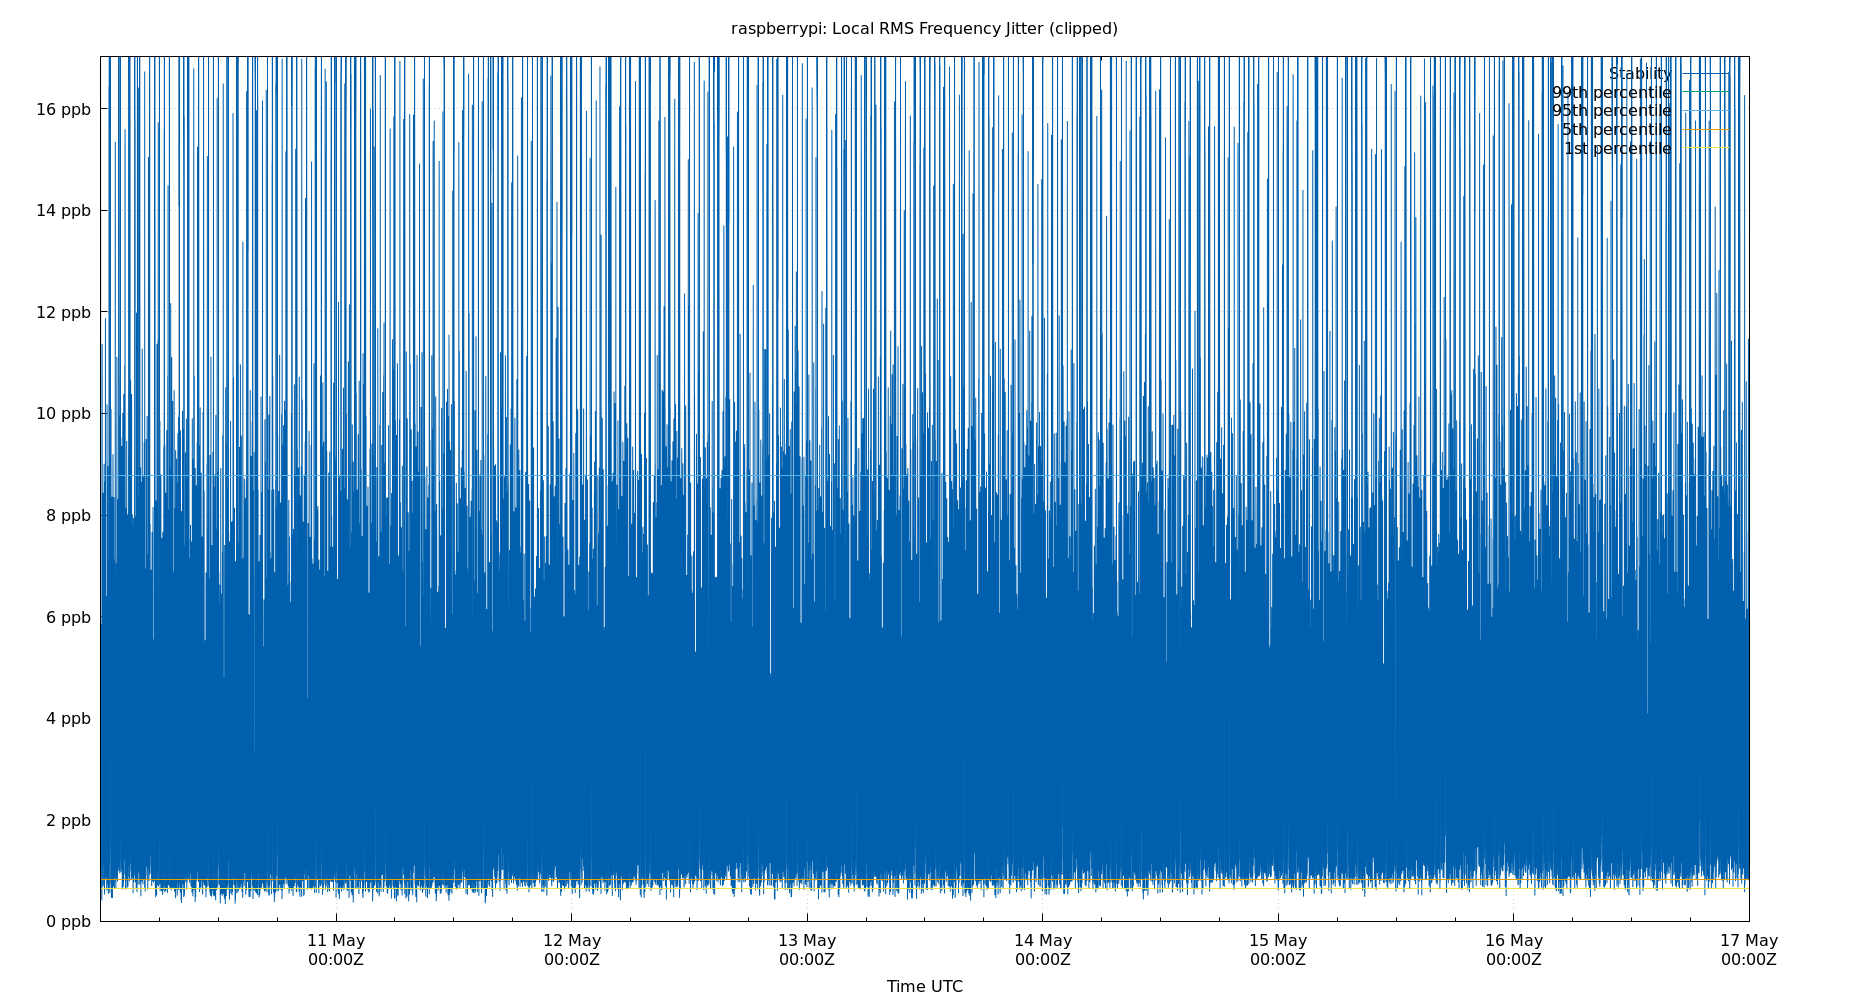 raspberrypi: Local RMS Frequency Jitter (clipped)
Stability
99th percentile
95th percentile
5th percentile
1st percentile
16 ppb
14 ppb
12 ppb
10 ppb
8 ppb
6 ppb
4 ppb
2 ppb
0 ppb
11 May 12 May 13 May 14 May 15 May 16 May 17 May
00:00Z 00:00Z 00:00Z 00:00Z 00:00Z 00:00Z 00:00Z
Time UTC